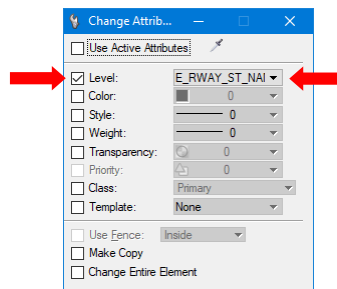 Change Attrib...
Use Active Attributes
Level: E_RWAY_ST_NAI
Color: 0
Style: 0
Weight: 0
Transparency: 0
Priority: 0
Class: Primary
Template: None
Use Fence: Inside
Make Copy
Change Entire Element